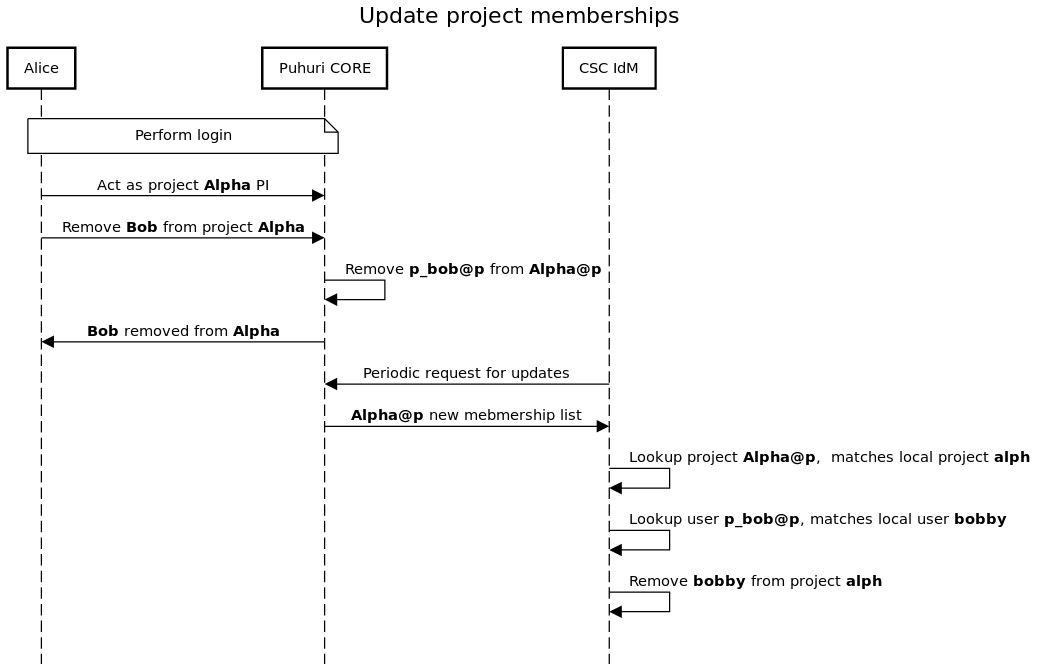 Update project memberships
Alice
Puhuri CORE
CSC IdM
Perform login
Act as project Alpha PI
Remove Bob from project Alpha
Remove p_bob@p from Alpha@p
Bob removed from Alpha
Periodic request for updates
Alpha@p new mebmership list
Lookup project Alpha@p,  matches local project alph
Lookup user p_bob@p, matches local user bobby
Remove bobby from project alph